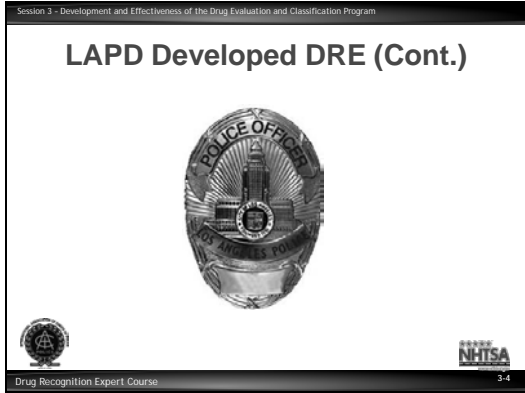 Session 3 – Development and Effectiveness of the Drug Evaluation and Classification Program
LAPD Developed DRE (Cont.)
POLICE OFFICER
LOS ANGELES POLICE
NHTSA
Drug Recognition Expert Course
3-4